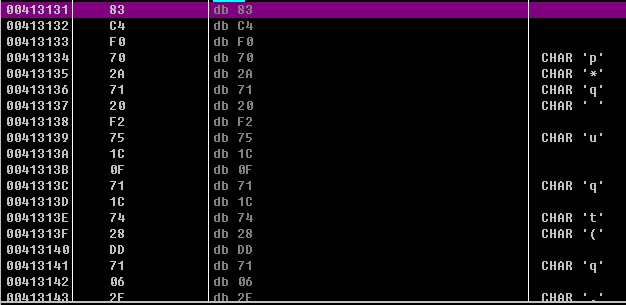 00413131 83 db 83
00413132 C4 db C4
00413133 F0 db F0
00413134 70 db 70 CHAR 'p'
00413135 2A db 2A CHAR '*'
00413136 71 db 71 CHAR 'q'
00413137 20 db 20 CHAR ' '
00413138 F2 db F2
00413139 75 db 75 CHAR 'u'
0041313A 1C db 1C
0041313B 0F db 0F
0041313C 71 db 71 CHAR 'q'
0041313D 1C db 1C
0041313E 74 db 74 CHAR 't'
0041313F 28 db 28 CHAR '('
00413140 DD db DD
00413141 71 db 71 CHAR 'q'
00413142 06 db 06
00413143 2E db 2E CHAR '.'